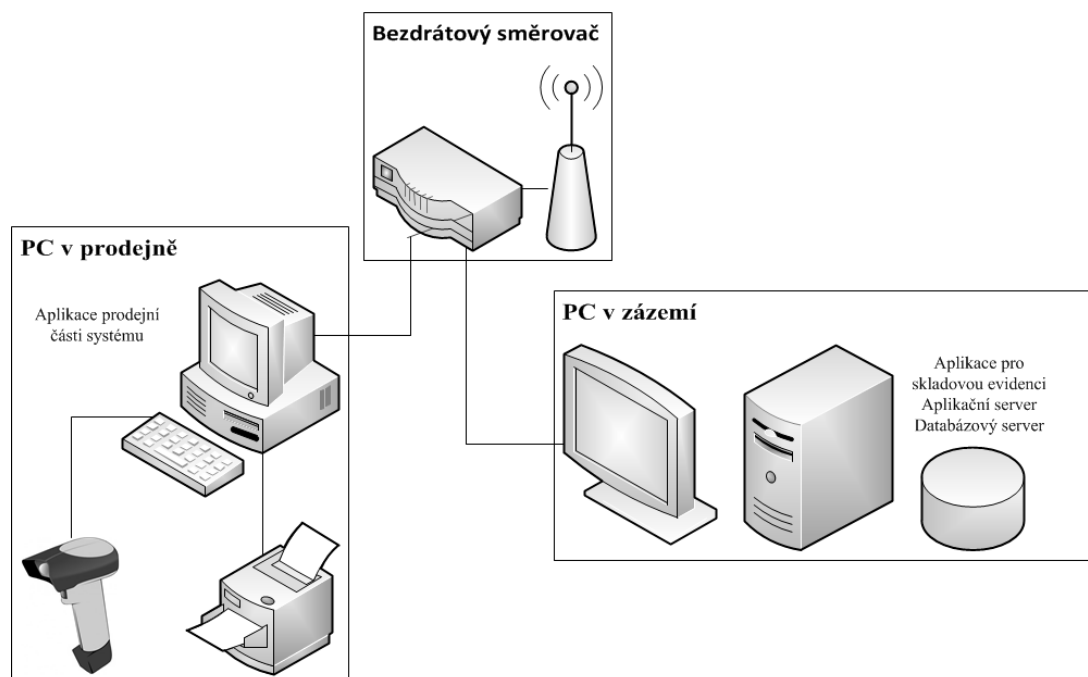 Bezdrátový směrovač
PC v prodejně
Aplikace prodejní
části systému
PC v zázemí
Aplikace pro
skladovou evidenci
Aplikační server
Databázový server